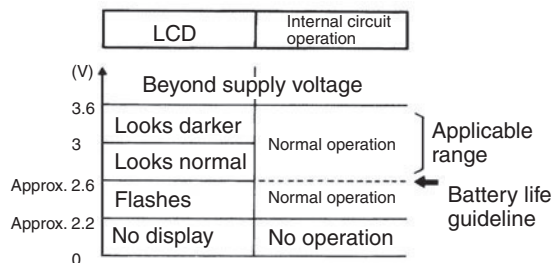 LCD
Internal circuit
operation
(V)
Beyond supply voltage
3.6
Looks darker
Normal operation
Applicable
range
3
Looks normal
Approx. 2.6
Flashes
Normal operation
Battery life
guideline
Approx. 2.2
No display
No operation
0